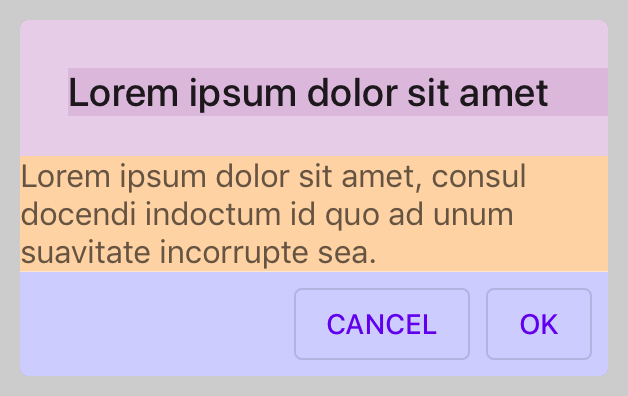 Lorem ipsum dolor sit amet
Lorem ipsum dolor sit amet, consul
docendi indoctum id quo ad unum
suavitate incorrupte sea.
CANCEL OK